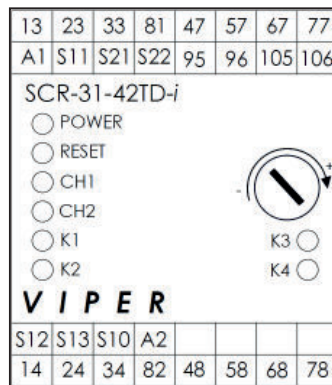 13 23 33 81 47 57 67 77
A1 S11 S21 S22 95 96 105 106
SCR-31-42TD-i
POWER
RESET
CH1
CH2
K1 K3
K2 K4
- +
VIPER
S12 S13 S10 A2
14 24 34 82 48 58 68 78